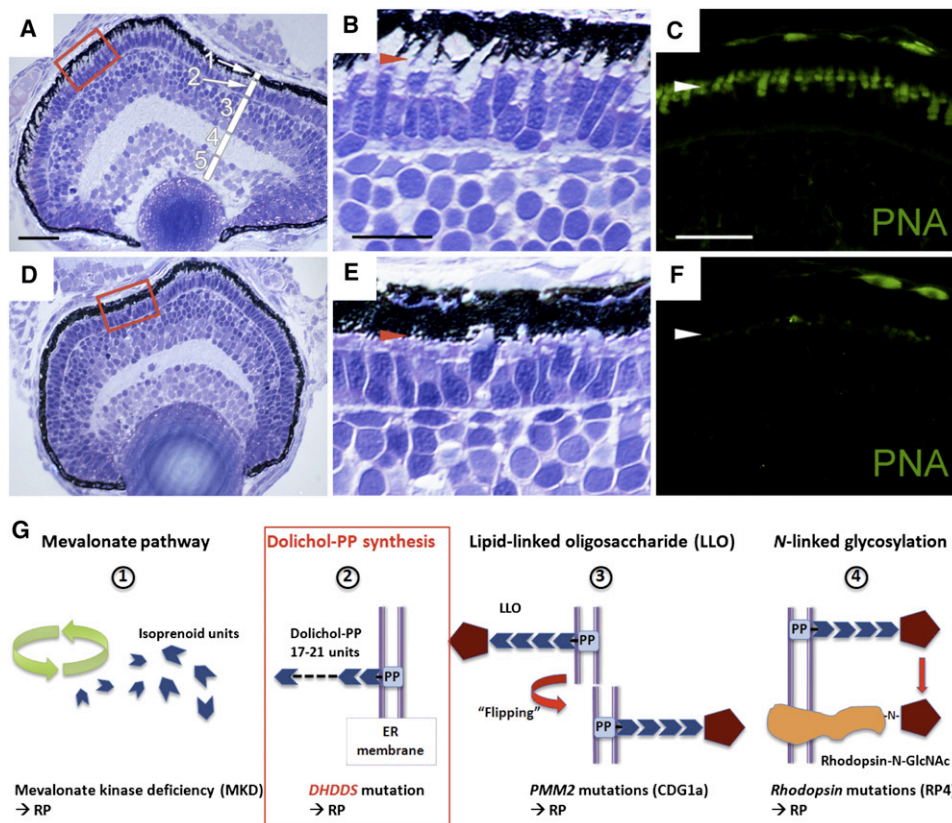 A
B
C
1
2
3
4
5
PNA
D
E
F
PNA
G
Mevalonate pathway
Dolichol-PP synthesis
Lipid-linked oligosaccharide (LLO)
N-linked glycosylation
1
2
3
4
Isoprenoid units
Dolichol-PP
17-21 units
PP
ER
membrane
LLO
PP
"Flipping"
PP
PP
-N-
Rhodopsin-N-GlcNAc
Mevalonate kinase deficiency (MKD)
→ RP
DHDDS mutation
→ RP
PMM2 mutations (CDG1a)
→ RP
Rhodopsin mutations (RP4
→ RP